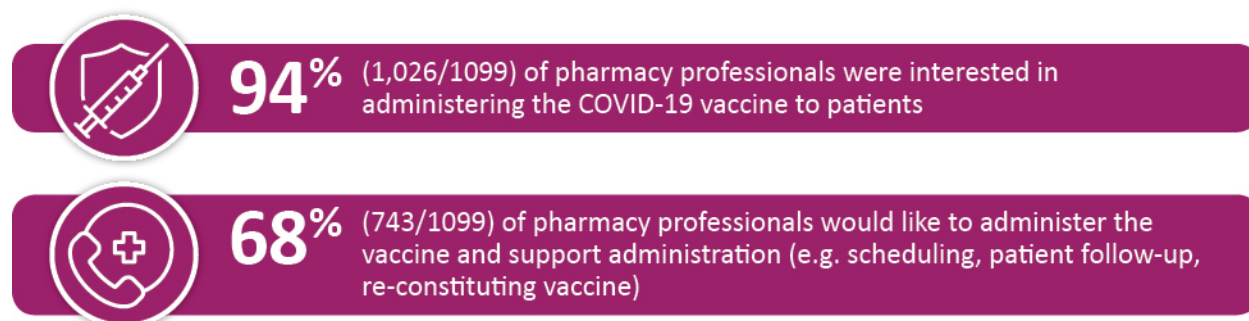 94% (1,026/1099) of pharmacy professionals were interested in
administering the COVID-19 vaccine to patients
68% (743/1099) of pharmacy professionals would like to administer the
vaccine and support administration (e.g. scheduling, patient follow-up,
re-constituting vaccine)